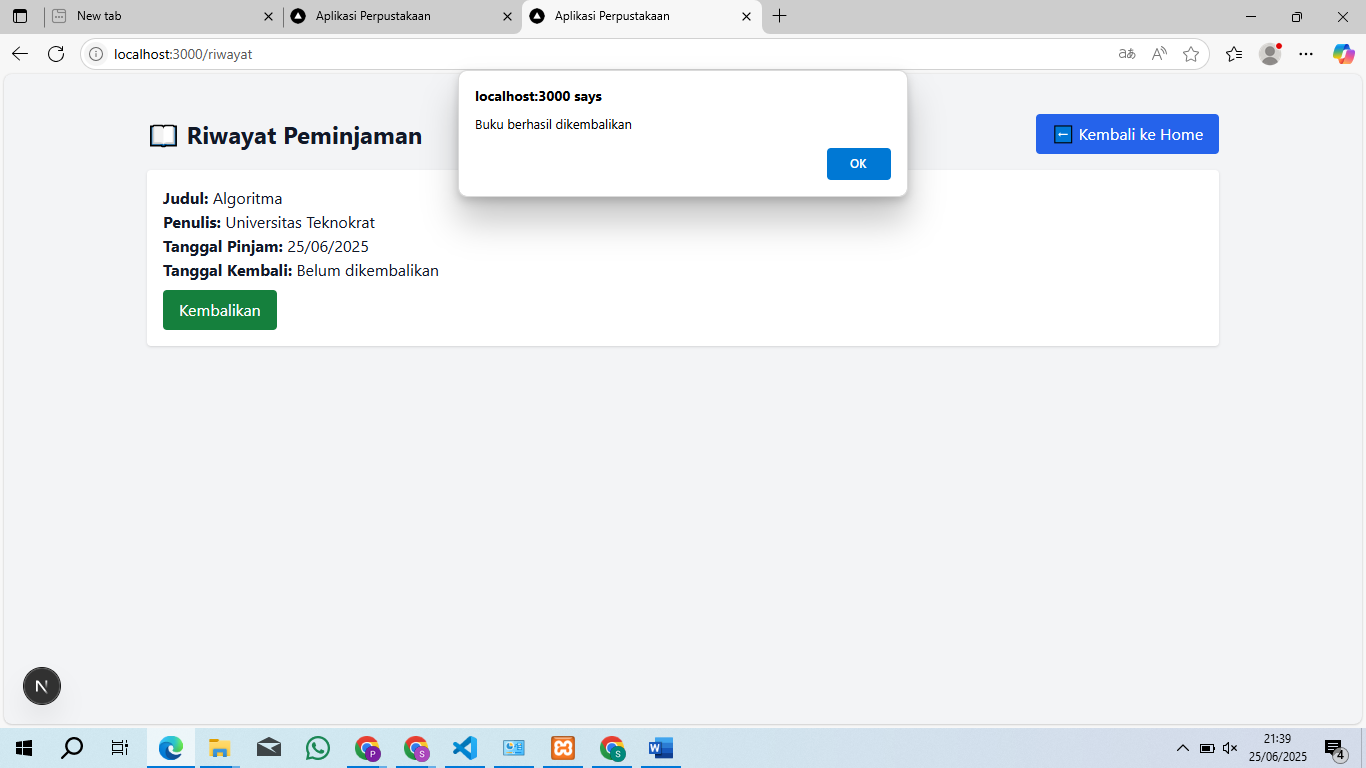 New tab
Aplikasi Perpustakaan
Aplikasi Perpustakaan
localhost:3000/riwayat
localhost:3000 says
Buku berhasil dikembalikan
OK
Riwayat Peminjaman
Kembali ke Home
Judul: Algoritma
Penulis: Universitas Teknokrat
Tanggal Pinjam: 25/06/2025
Tanggal Kembali: Belum dikembalikan
Kembalikan
N
P
S
S
W
21:39
25/06/2025
4